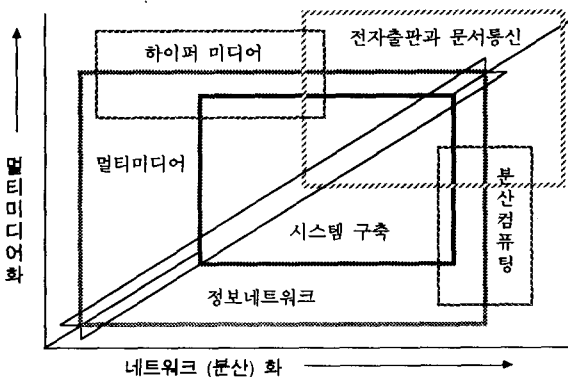 전자출판과 문서통신
하이퍼 미디어
멀티미디어
분산컴퓨팅
시스템 구축
정보네트워크
멀티미디어화
네트워크 (분산) 화